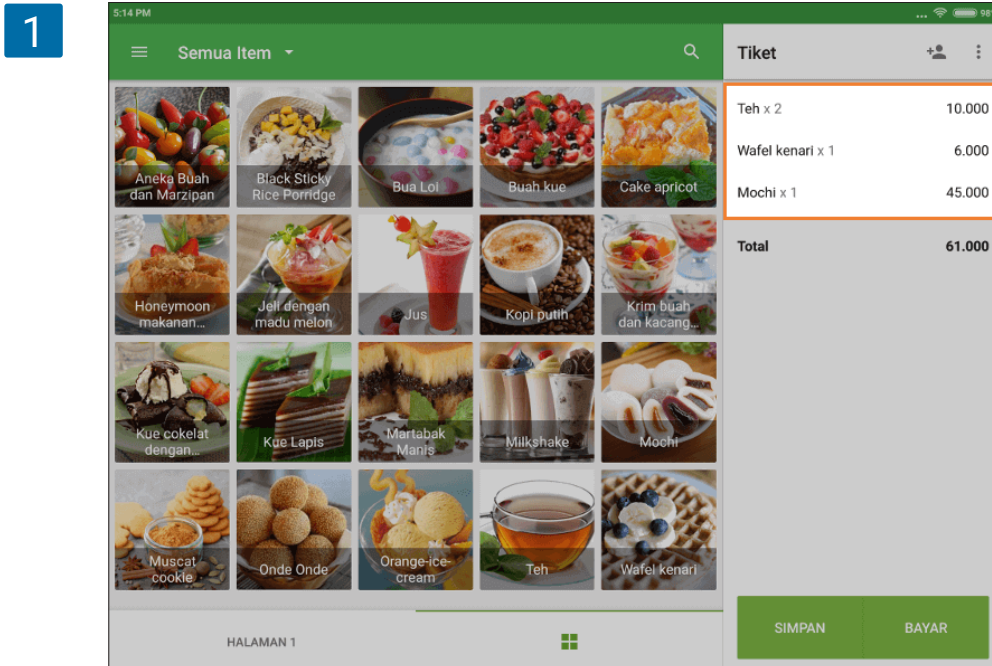 1
5:14 PM
... 98
Semua Item
Tiket
Teh x 2 10.000
Wafel kenari x 1 6.000
Mochi x 1 45.000
Total 61.000
Aneka Buah
dan Marzipan
Black Sticky
Rice Porridge
Bua Loi
Buah kue
Cake apricot
Honeymoon
makanan...
Jeli dengan
madu melon
Jus
Kopi putih
Krim buah
dan kacang...
Kue cokelat
dengan...
Kue Lapis
Martabak
Manis
Milkshake
Mochi
Muscat
cookie
Onde Onde
Orange-ice-
cream
Teh
Wafel kenari
HALAMAN 1
SIMPAN
BAYAR